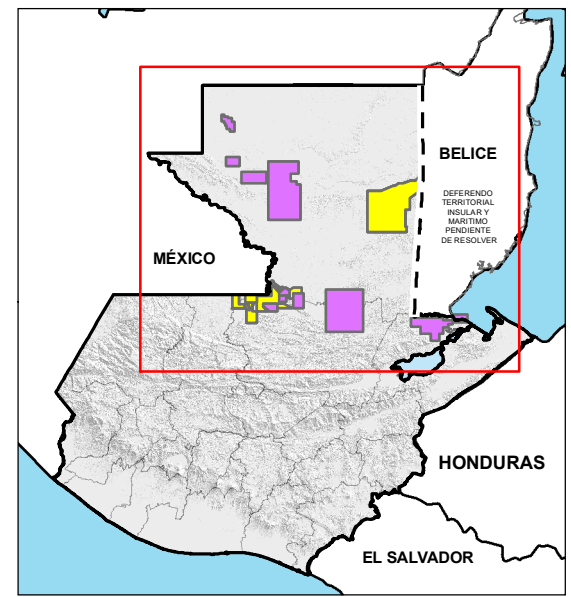 BELICE
DEFERENDO
TERRITORIAL
INSULAR Y
MARITIMO
PENDIENTE
DE RESOLVER
MÉXICO
HONDURAS
EL SALVADOR